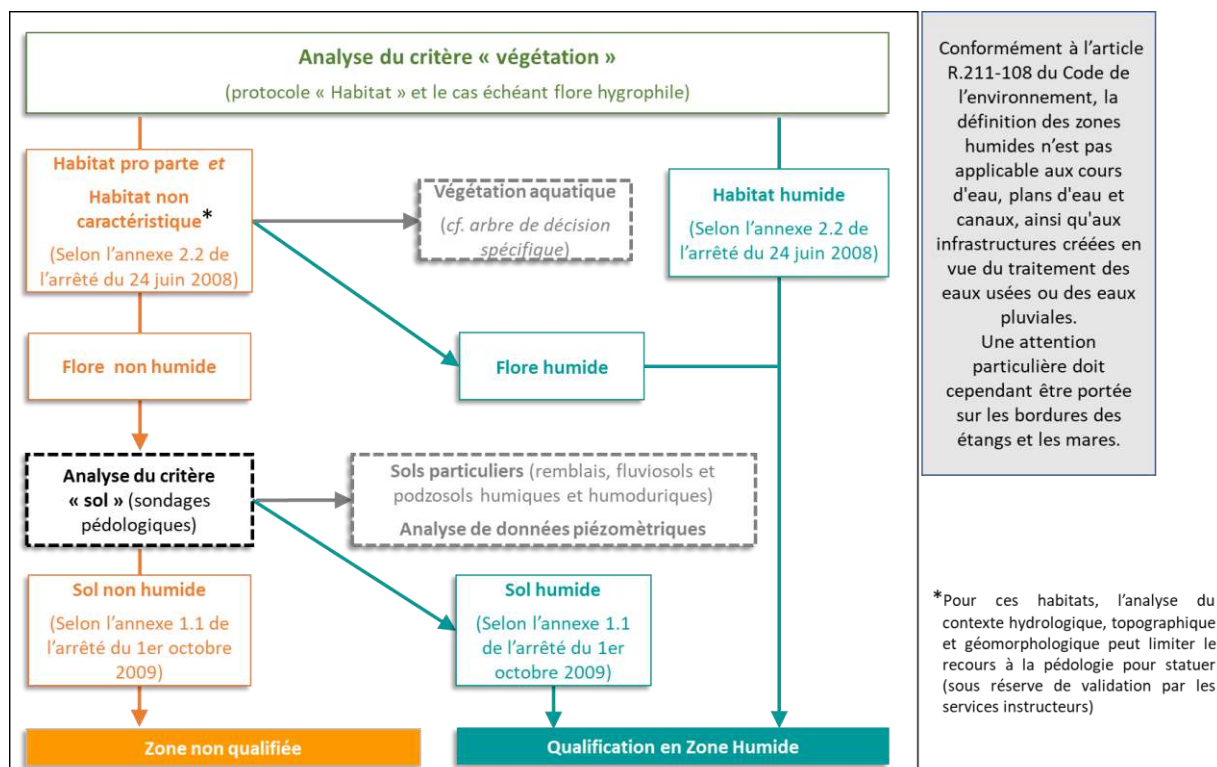 Analyse du critère « végétation »
(protocole « Habitat » et le cas échéant flore hygrophile)
Habitat pro parte et
Habitat non
caractéristique*
(Selon l'annexe 2.2 de
l'arrêté du 24 juin 2008)
Végétation aquatique
(cf. arbre de décision
spécifique)
Habitat humide
(Selon l'annexe 2.2 de
l'arrêté du 24 juin 2008)
Flore non humide
Flore humide
Analyse du critère
« sol » (sondages
pédologiques)
Sols particuliers (remblais, fluviosols et
podzosols humiques et humoduriques)
Analyse de données piézomètriques
Sol non humide
(Selon l'annexe 1.1 de
l'arrêté du 1er octobre
2009)
Sol humide
(Selon l'annexe 1.1
de l'arrêté du 1er
octobre 2009)
Zone non qualifiée
Qualification en Zone Humide
Conformément à l'article
R.211-108 du Code de
l'environnement, la
définition des zones
humides n'est pas
applicable aux cours
d'eau, plans d'eau et
canaux, ainsi qu'aux
infrastructures créées en
vue du traitement des
eaux usées ou des eaux
pluviales.
Une attention
particulière doit
cependant être portée
sur les bordures des
étangs et les mares.
*Pour ces habitats, l'analyse du
contexte hydrologique, topographique
et géomorphologique peut limiter le
recours à la pédologie pour statuer
(sous réserve de validation par les
services instructeurs)